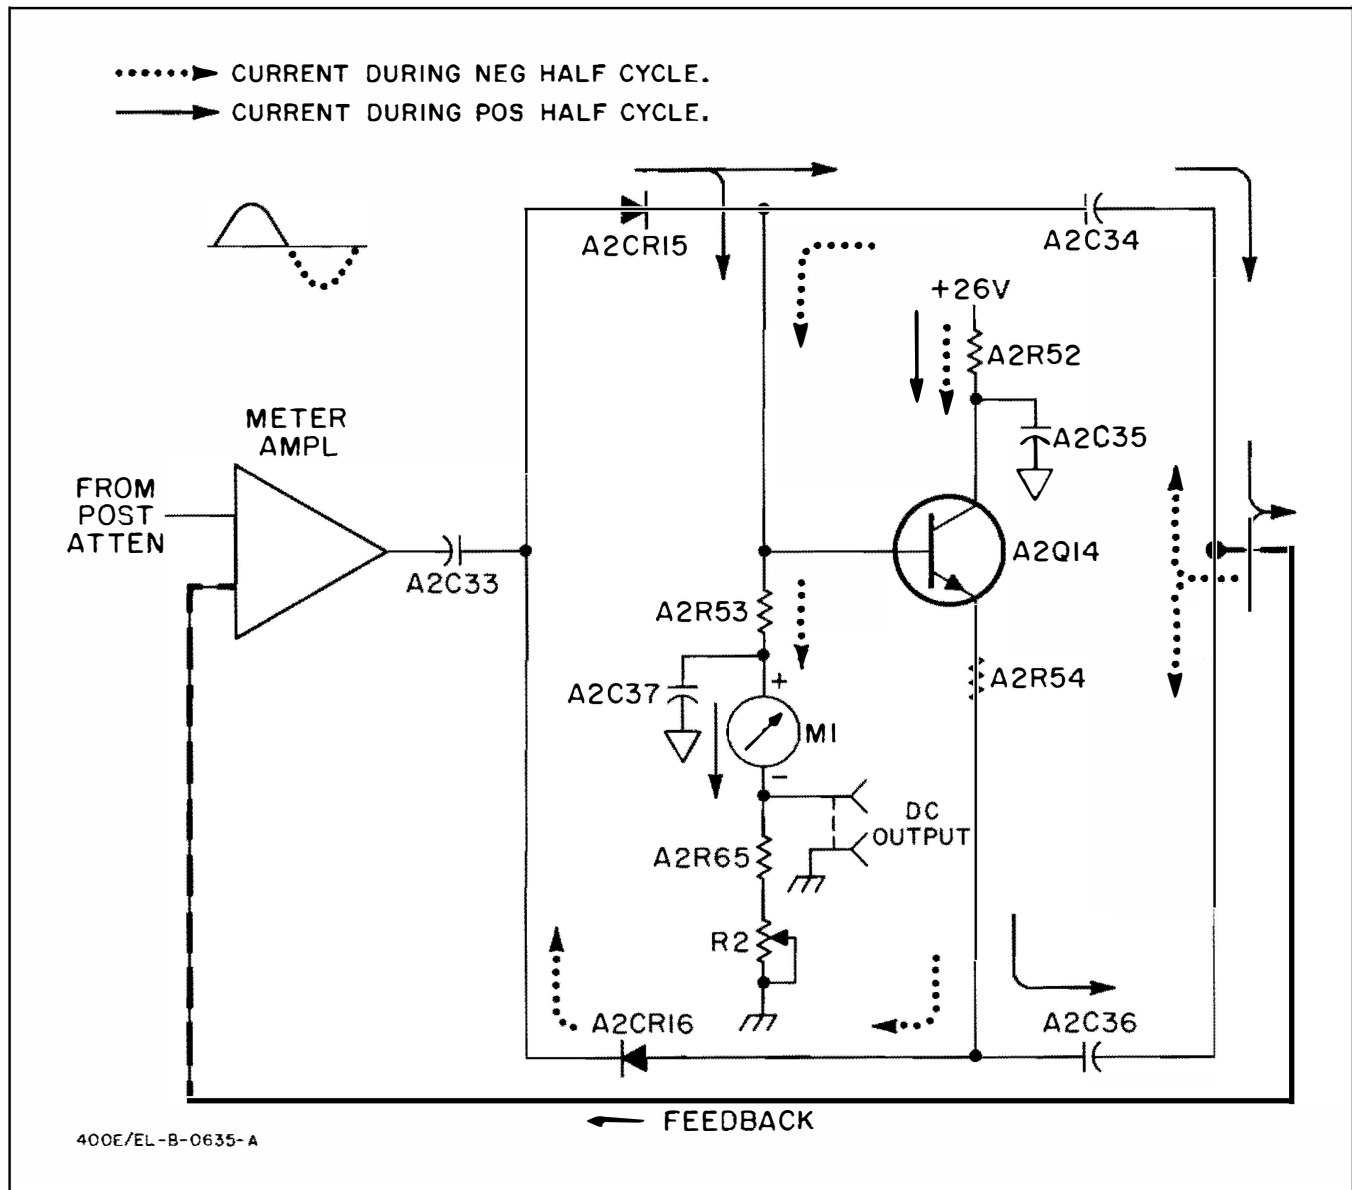 CURRENT DURING NEG HALF CYCLE.
CURRENT DURING POS HALF CYCLE.
A2CR15
A2C34
+26V
A2R52
METER
AMPL
A2C35
FROM
POST
ATTEN
A2C33
A2Q14
A2R53
A2R54
A2C37
+
M1
−
DC
OUTPUT
A2R65
R2
A2CR16
A2C36
FEEDBACK
400E/EL-B-0635-A